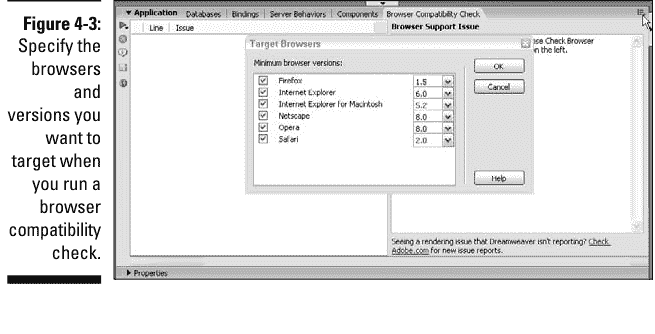 Figure 4-3:
Specify the
browsers
and
versions you
want to
target when
you run a
browser
compatibility
check.
Application Databases Bindings Server Behaviors Components Browser Compatibility Check
Line Issue
Browser Support Issue
ase Check Browser
n the left.
Target Browsers
Minimum browser versions:
Firefox 1.5
Internet Explorer 6.0
Internet Explorer for Macintosh 5.2
Netscape 8.0
Opera 8.0
Safari 2.0
OK
Cancel
Help
Seeing a rendering issue that Dreamweaver isn't reporting? Check
Adobe.com for new issue reports.
Properties